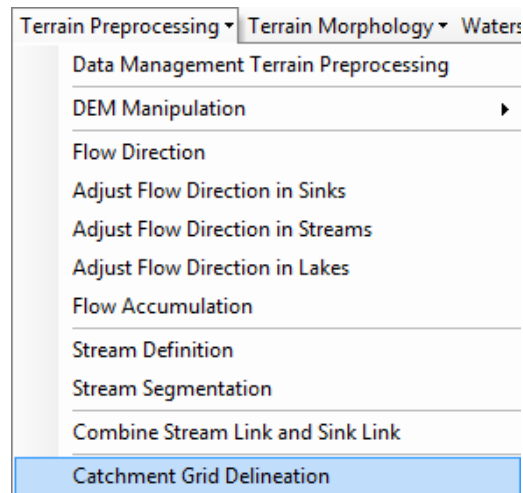 Terrain Preprocessing Terrain Morphology Waters
Data Management Terrain Preprocessing
DEM Manipulation
Flow Direction
Adjust Flow Direction in Sinks
Adjust Flow Direction in Streams
Adjust Flow Direction in Lakes
Flow Accumulation
Stream Definition
Stream Segmentation
Combine Stream Link and Sink Link
Catchment Grid Delineation